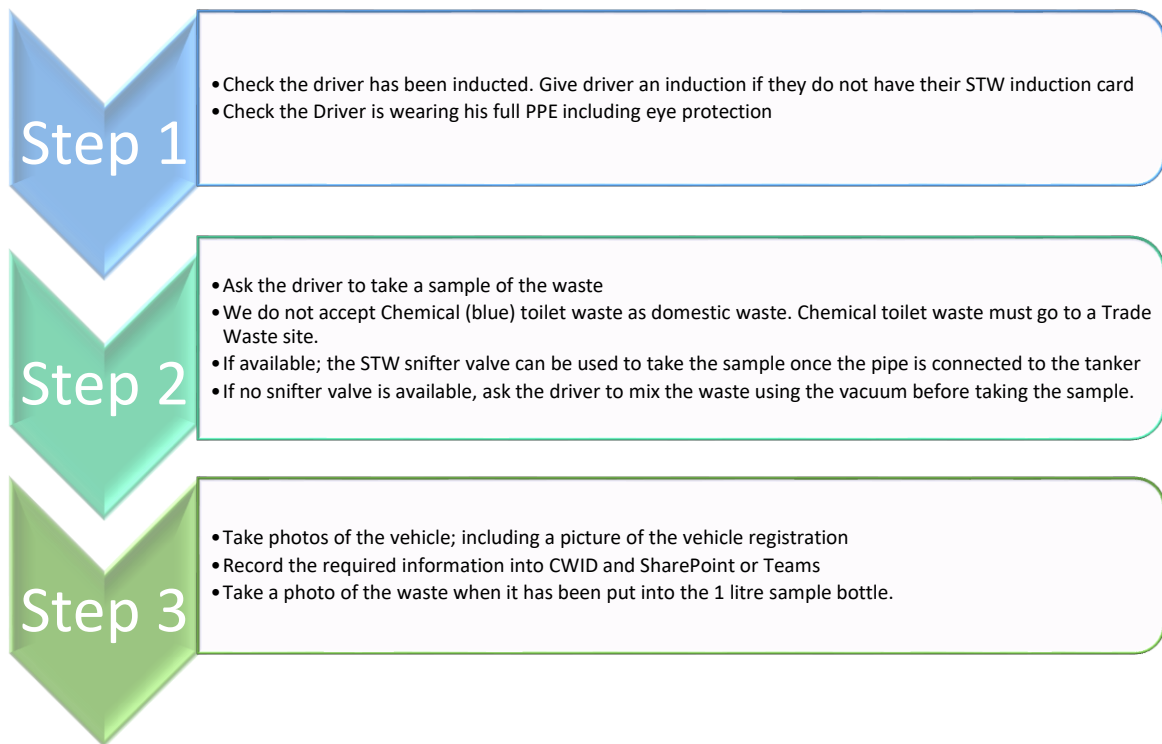 Step 1
•Check the driver has been inducted. Give driver an induction if they do not have their STW induction card
•Check the Driver is wearing his full PPE including eye protection
Step 2
•Ask the driver to take a sample of the waste
•We do not accept Chemical (blue) toilet waste as domestic waste. Chemical toilet waste must go to a Trade
Waste site.
•If available; the STW snifter valve can be used to take the sample once the pipe is connected to the tanker
•If no snifter valve is available, ask the driver to mix the waste using the vacuum before taking the sample.
Step 3
•Take photos of the vehicle; including a picture of the vehicle registration
•Record the required information into CWID and SharePoint or Teams
•Take a photo of the waste when it has been put into the 1 litre sample bottle.